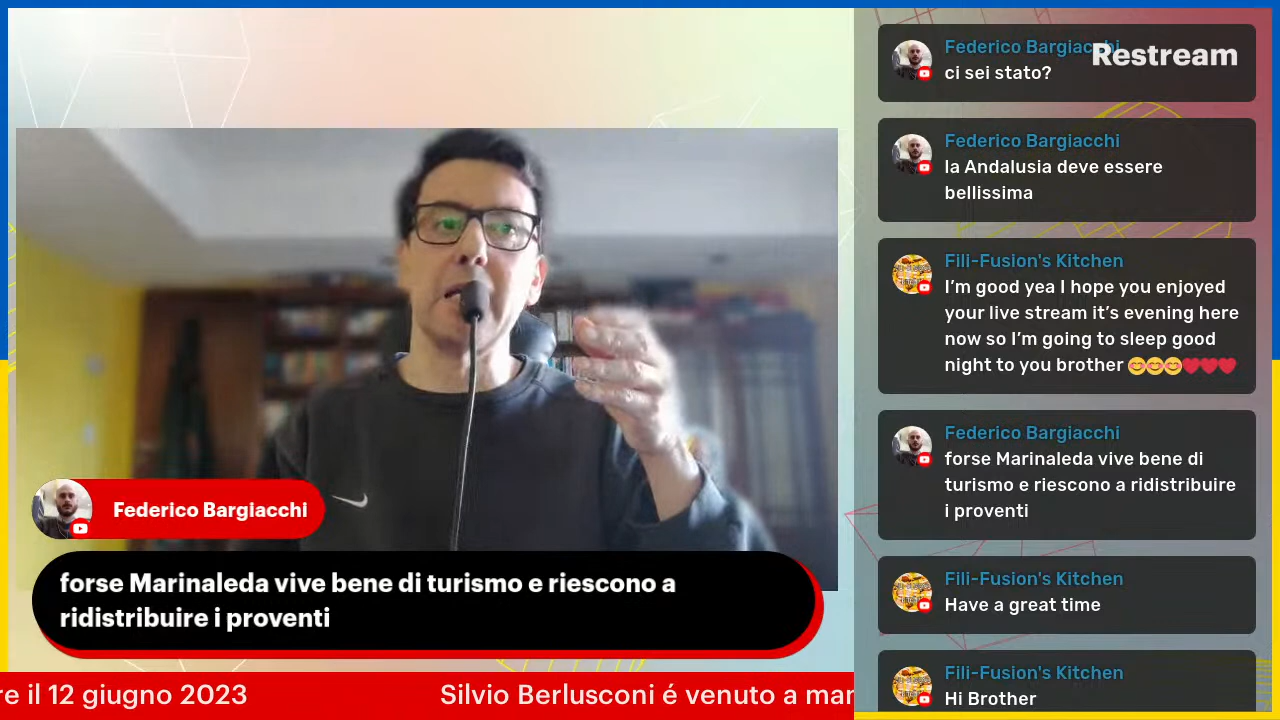 Federico Bargiacchi
Restream
ci sei stato?
Federico Bargiacchi
la Andalusia deve essere
bellissima
Fili-Fusion's Kitchen
I'm good yea I hope you enjoyed
your live stream it's evening here
now so I'm going to sleep good
night to you brother 😊😊😊❤️❤️❤️
Federico Bargiacchi
forse Marinaleda vive bene di
turismo e riescono a ridistribuire
i proventi
Fili-Fusion's Kitchen
Have a great time
Fili-Fusion's Kitchen
Hi Brother
Federico Bargiacchi
forse Marinaleda vive bene di turismo e riescono a
ridistribuire i proventi
re il 12 giugno 2023 Silvio Berlusconi é venuto a mar